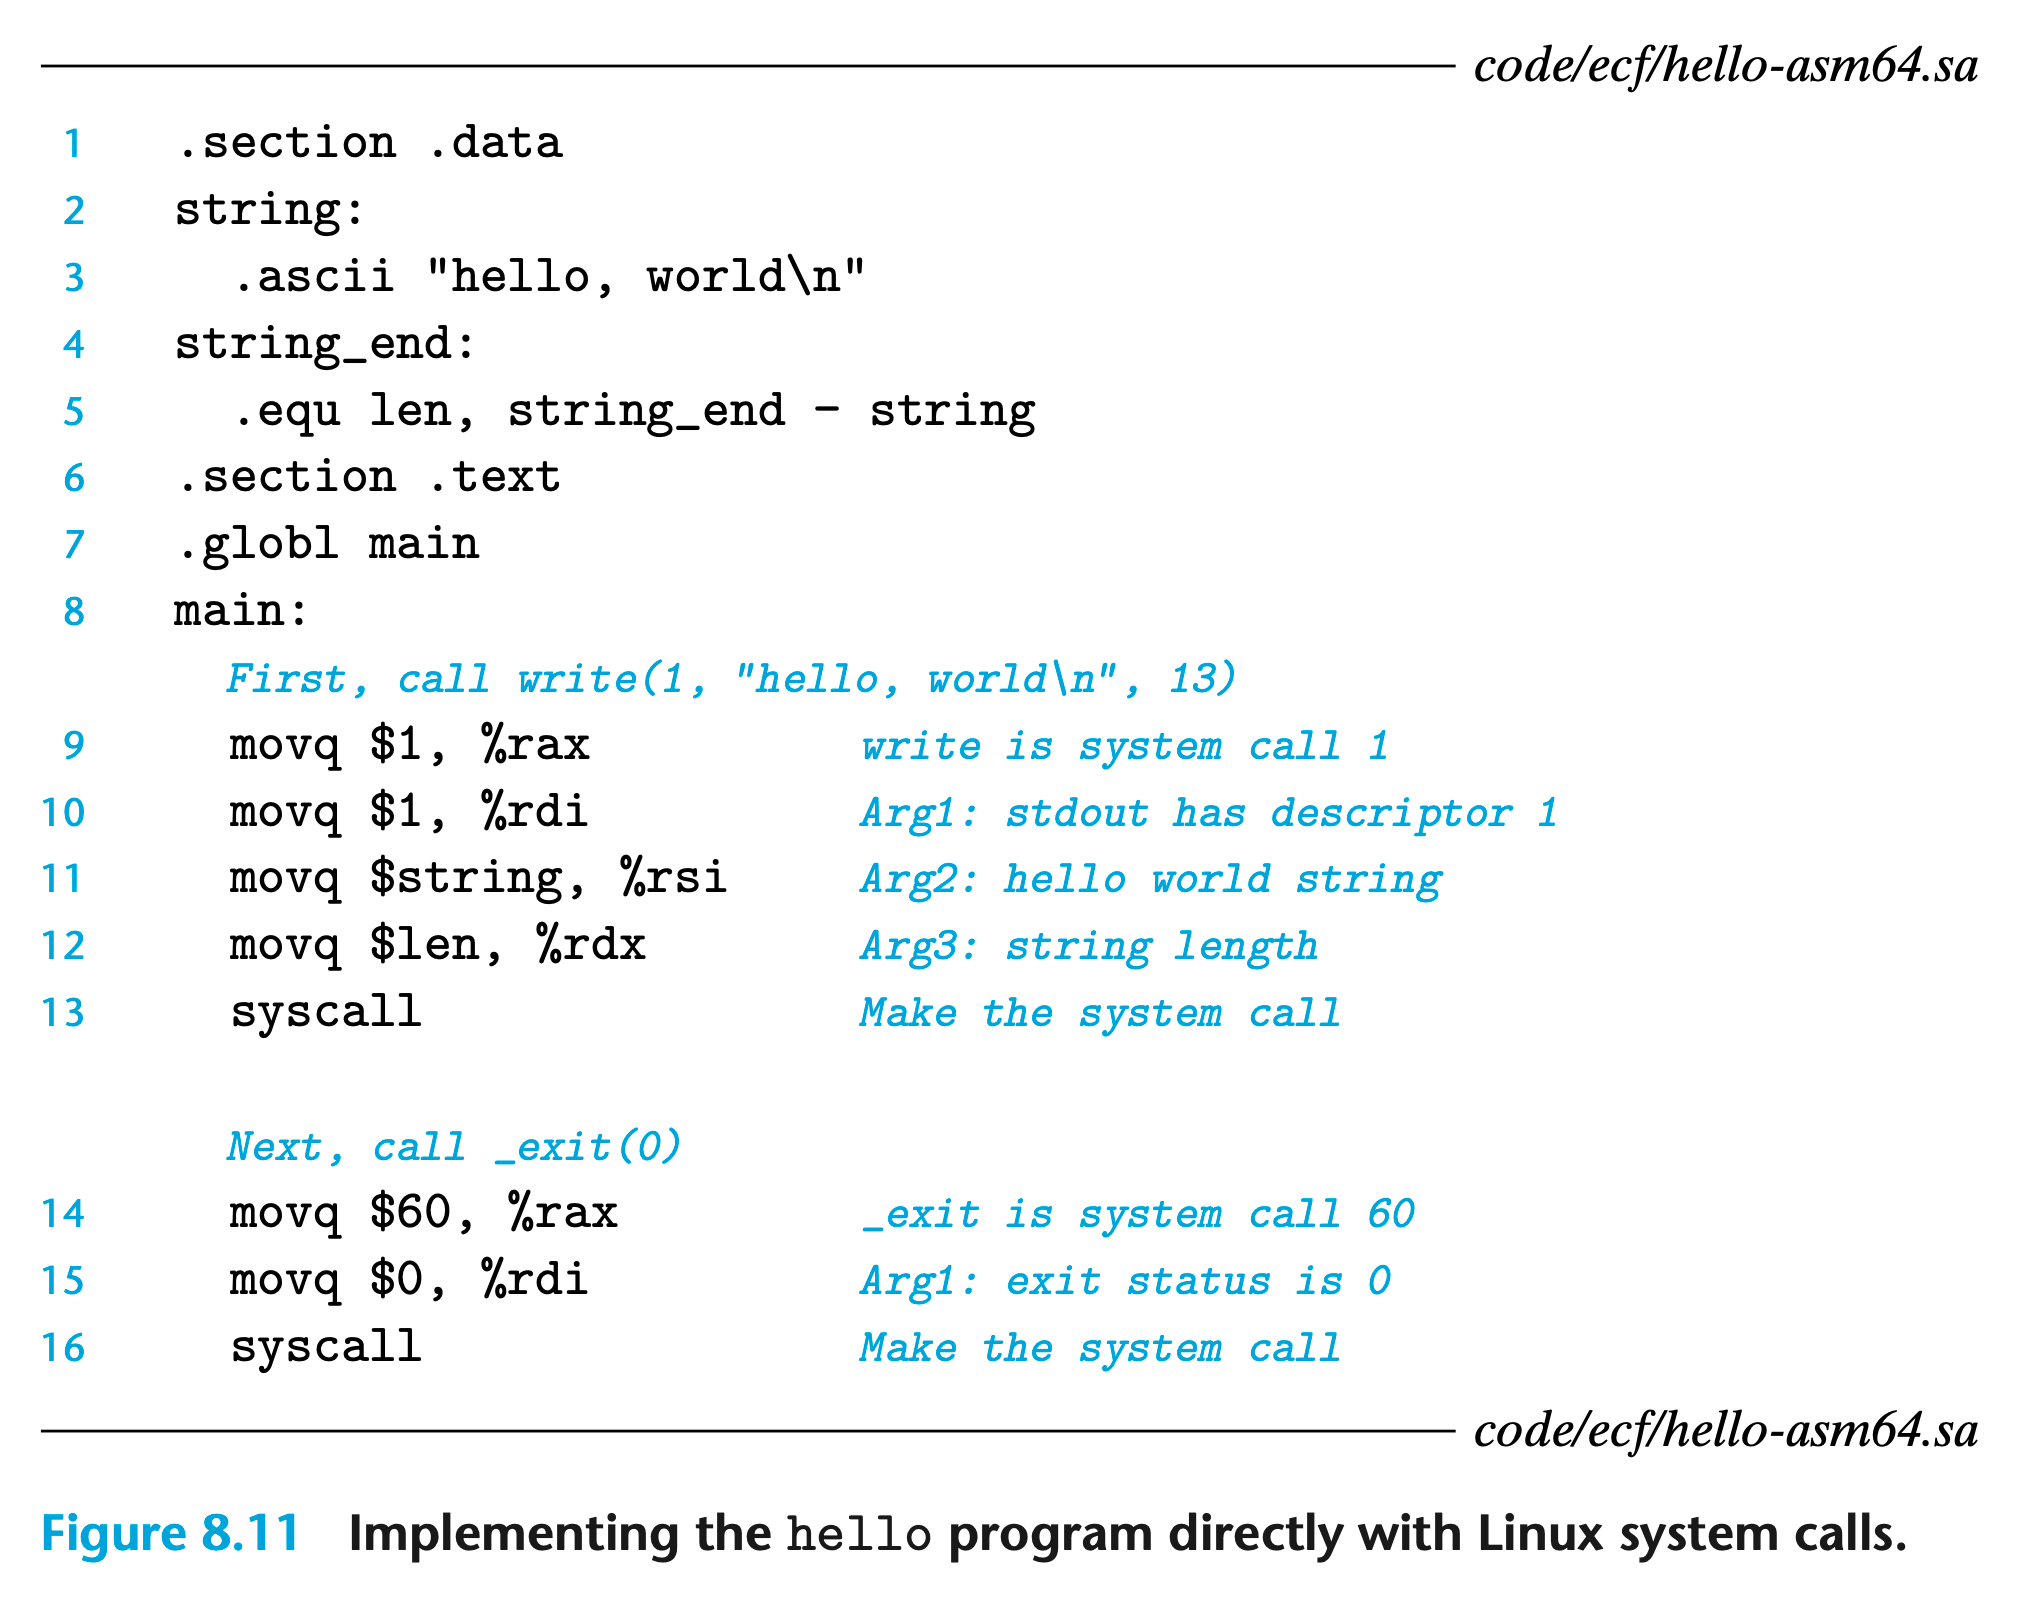 code/ecf/hello-asm64.sa
1 .section .data
2 string:
3 .ascii "hello, world\n"
4 string_end:
5 .equ len, string_end - string
6 .section .text
7 .globl main
8 main:
First, call write(1, "hello, world\n", 13)
9 movq $1, %rax write is system call 1
10 movq $1, %rdi Arg1: stdout has descriptor 1
11 movq $string, %rsi Arg2: hello world string
12 movq $len, %rdx Arg3: string length
13 syscall Make the system call
Next, call _exit(0)
14 movq $60, %rax _exit is system call 60
15 movq $0, %rdi Arg1: exit status is 0
16 syscall Make the system call
code/ecf/hello-asm64.sa
Figure 8.11 Implementing the hello program directly with Linux system calls.